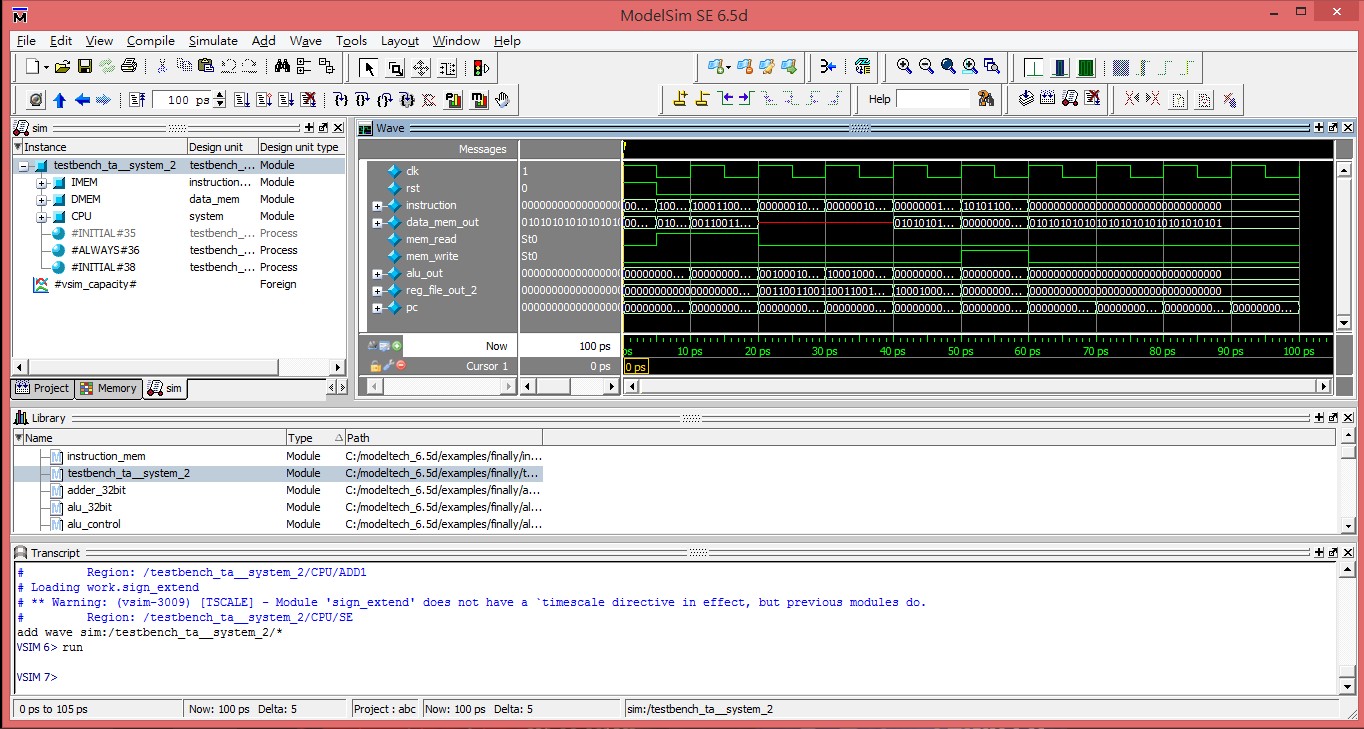 ModelSim SE 6.5d
File Edit View Compile Simulate Add Wave Tools Layout Window Help
100 ps
Help
sim
Instance Design unit Design unit type
testbench_ta__system_2 testbench_... Module
IMEM instruction... Module
DMEM data_mem Module
CPU system Module
#INITIAL#35 testbench_... Process
#ALWAYS#36 testbench_... Process
#INITIAL#38 testbench_... Process
#vsim_capacity# Foreign
Project Memory sim
Wave
Messages
clk 1
rst 0
instruction 0000000000000000 00... 100... 10001100... 00000010... 00000010... 00000001... 10101100... 00000000000000000000000000000000
data_mem_out 0101010101010101 00... 010... 00110011... 01010101... 00000000... 01010101010101010101010101010101
mem_read St0
mem_write St0
alu_out 0000000000000000 00000000... 00000000... 00100010... 10001000... 00000000... 00000000... 00000000000000000000000000000000
reg_file_out_2 0000000000000000 00000000000000000000... 00110011001... 10011001... 10001000... 00000000... 00000000000000000000000000000000
pc 0000000000000000 00000000... 00000000... 00000000... 00000000... 00000000... 00000000... 00000000... 00000000... 00000000... 00000000...
Now 100 ps
ps 10 ps 20 ps 30 ps 40 ps 50 ps 60 ps 70 ps 80 ps 90 ps 100 ps
Cursor 1 0 ps 0 ps
Library
Name Type Path
instruction_mem Module C:/modeltech_6.5d/examples/finally/in...
testbench_ta__system_2 Module C:/modeltech_6.5d/examples/finally/t...
adder_32bit Module C:/modeltech_6.5d/examples/finally/a...
alu_32bit Module C:/modeltech_6.5d/examples/finally/al...
alu_control Module C:/modeltech_6.5d/examples/finally/al...
Transcript
# Region: /testbench_ta__system_2/CPU/ADD1
# Loading work.sign_extend
# ** Warning: (vsim-3009) [TSCALE] - Module 'sign_extend' does not have a `timescale directive in effect, but previous modules do.
# Region: /testbench_ta__system_2/CPU/SE
add wave sim:/testbench_ta__system_2/*
VSIM 6> run
VSIM 7>
0 ps to 105 ps Now: 100 ps Delta: 5 Project : abc Now: 100 ps Delta: 5 sim:/testbench_ta__system_2